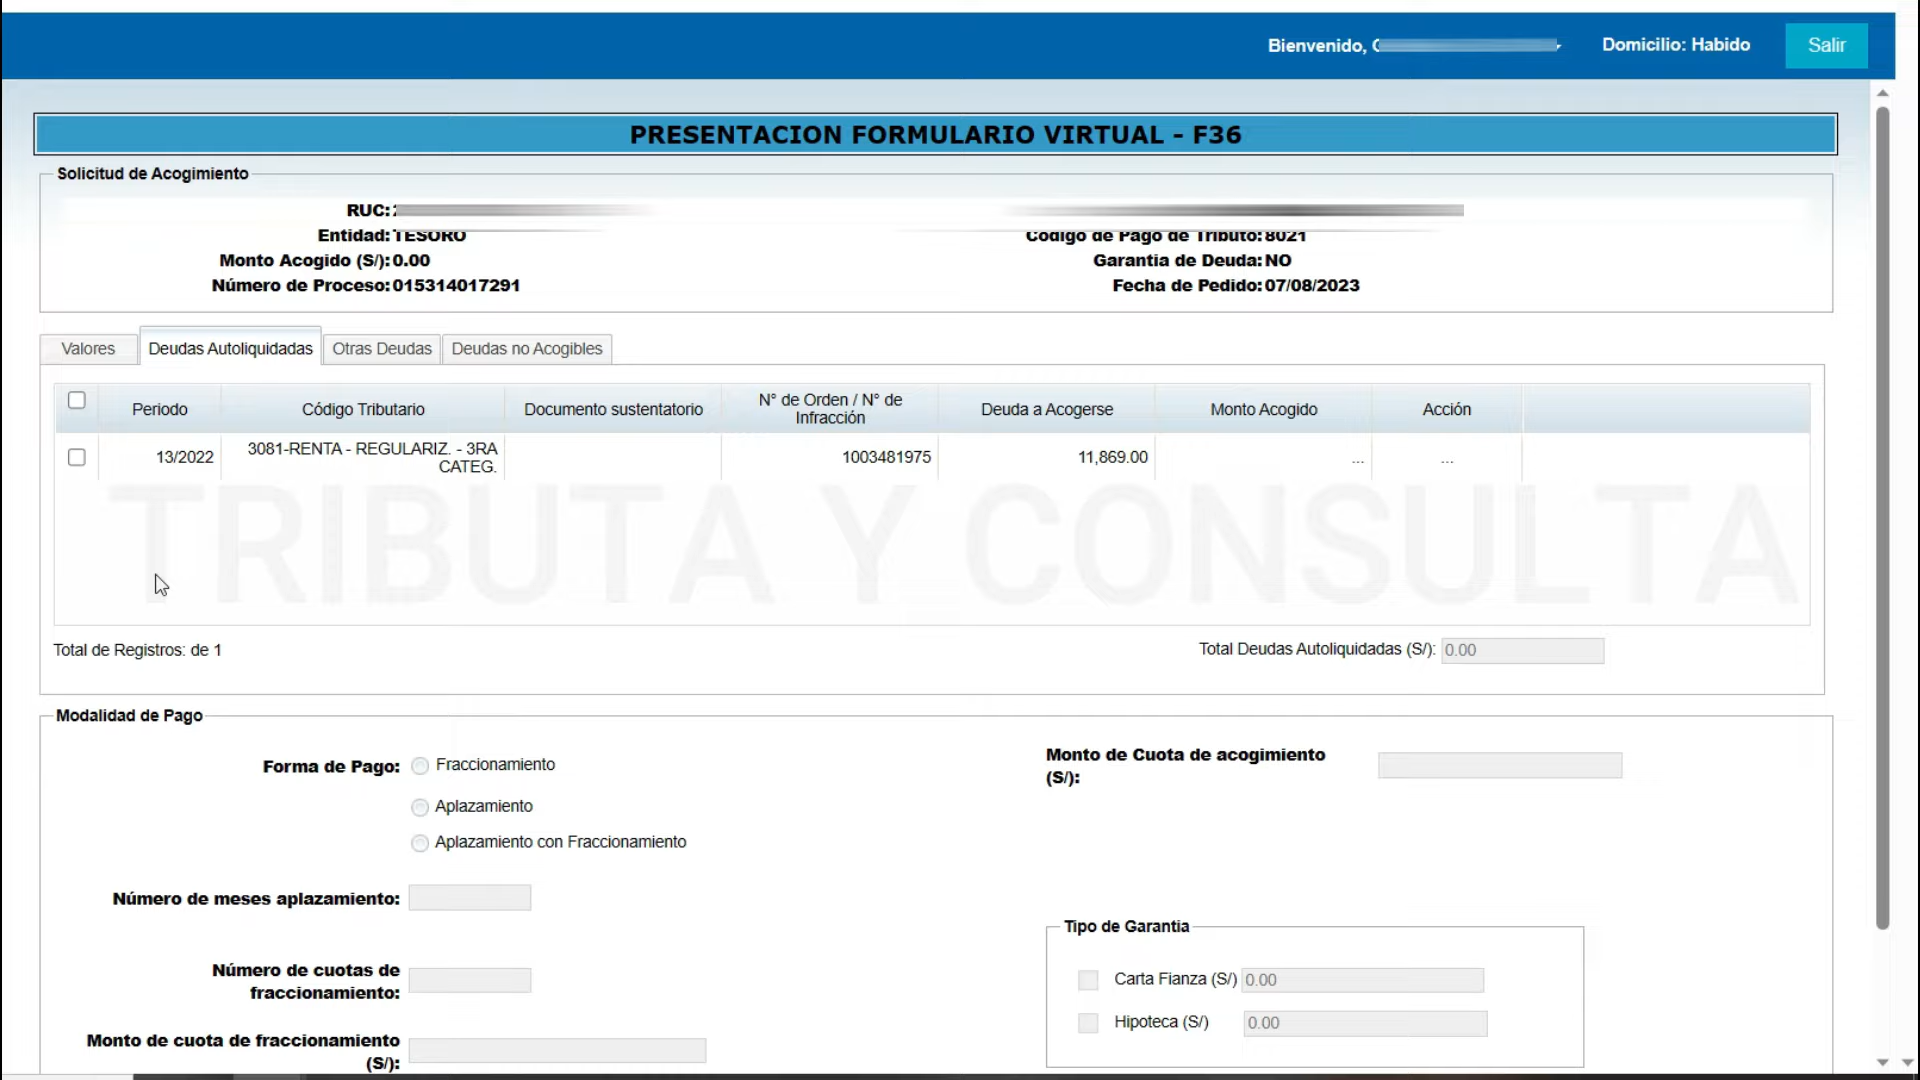 Bienvenido,
Domicilio: Habido
Salir
PRESENTACION FORMULARIO VIRTUAL - F36
Solicitud de Acogimiento
RUC:
Entidad: TESORO
Codigo de Pago de Tributo: 8021
Monto Acogido (S/): 0.00
Garantia de Deuda: NO
Número de Proceso: 015314017291
Fecha de Pedido: 07/08/2023
Valores
Deudas Autoliquidadas
Otras Deudas
Deudas no Acogibles
Periodo
Código Tributario
Documento sustentatorio
N° de Orden / N° de
Infracción
Deuda a Acogerse
Monto Acogido
Acción
13/2022
3081-RENTA - REGULARIZ. - 3RA
CATEG.
1003481975
11,869.00
...
...
TRIBUTA Y CONSULTA
Total de Registros: de 1
Total Deudas Autoliquidadas (S/): 0.00
Modalidad de Pago
Forma de Pago:
Fraccionamiento
Aplazamiento
Aplazamiento con Fraccionamiento
Monto de Cuota de acogimiento
(S/):
Número de meses aplazamiento:
Número de cuotas de
fraccionamiento:
Monto de cuota de fraccionamiento
(S/):
Tipo de Garantia
Carta Fianza (S/) 0.00
Hipoteca (S/) 0.00